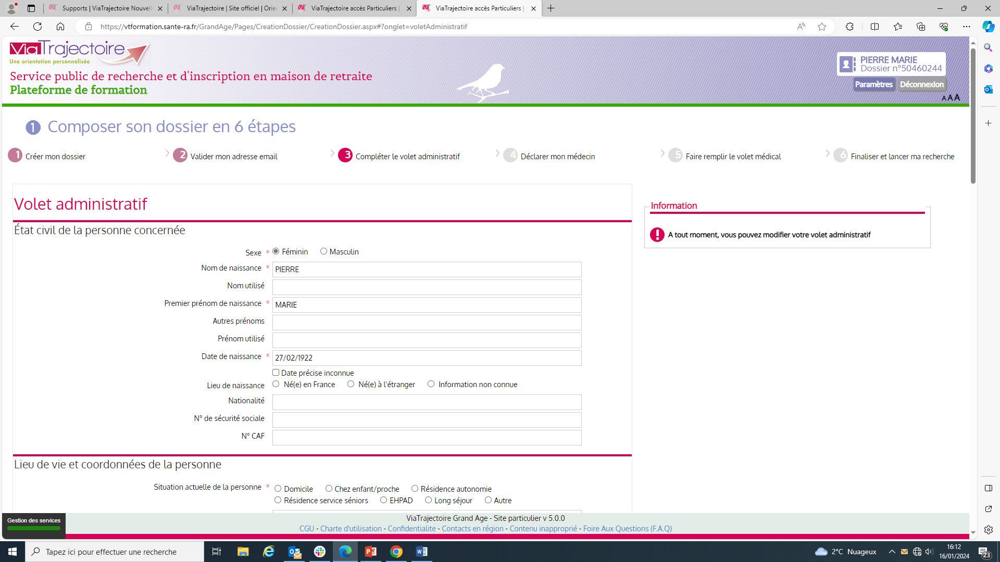 Supports | ViaTrajectoire Nouvell
ViaTrajectoire | Site officiel | Orie
ViaTrajectoire accès Particuliers |
ViaTrajectoire accès Particuliers |
https://vtformation.sante-ra.fr/GrandAge/Pages/CreationDossier/CreationDossier.aspx#?onglet=voletAdministratif
ViaTrajectoire
Une orientation personnalisée
Service public de recherche et d'inscription en maison de retraite
Plateforme de formation
PIERRE MARIE
Dossier n°50460244
Paramètres Déconnexion
A A A
1 Composer son dossier en 6 étapes
1 Créer mon dossier
2 Valider mon adresse email
3 Compléter le volet administratif
4 Déclarer mon médecin
5 Faire remplir le volet médical
6 Finaliser et lancer ma recherche
Volet administratif
Information
A tout moment, vous pouvez modifier votre volet administratif
État civil de la personne concernée
Sexe * Féminin Masculin
Nom de naissance * PIERRE
Nom utilisé
Premier prénom de naissance * MARIE
Autres prénoms
Prénom utilisé
Date de naissance * 27/02/1922
Date précise inconnue
Lieu de naissance Né(e) en France Né(e) à l'étranger Information non connue
Nationalité
N° de sécurité sociale
N° CAF
Lieu de vie et coordonnées de la personne
Situation actuelle de la personne * Domicile Chez enfant/proche Résidence autonomie
Résidence service séniors EHPAD Long séjour Autre
Gestion des services
ViaTrajectoire Grand Age - Site particulier v 5.0.0
CGU - Charte d'utilisation - Confidentialite - Contacts en région - Contenu inapproprié - Foire Aux Questions (F.A.Q)
Tapez ici pour effectuer une recherche
2°C Nuageux
16:12
16/01/2024
23